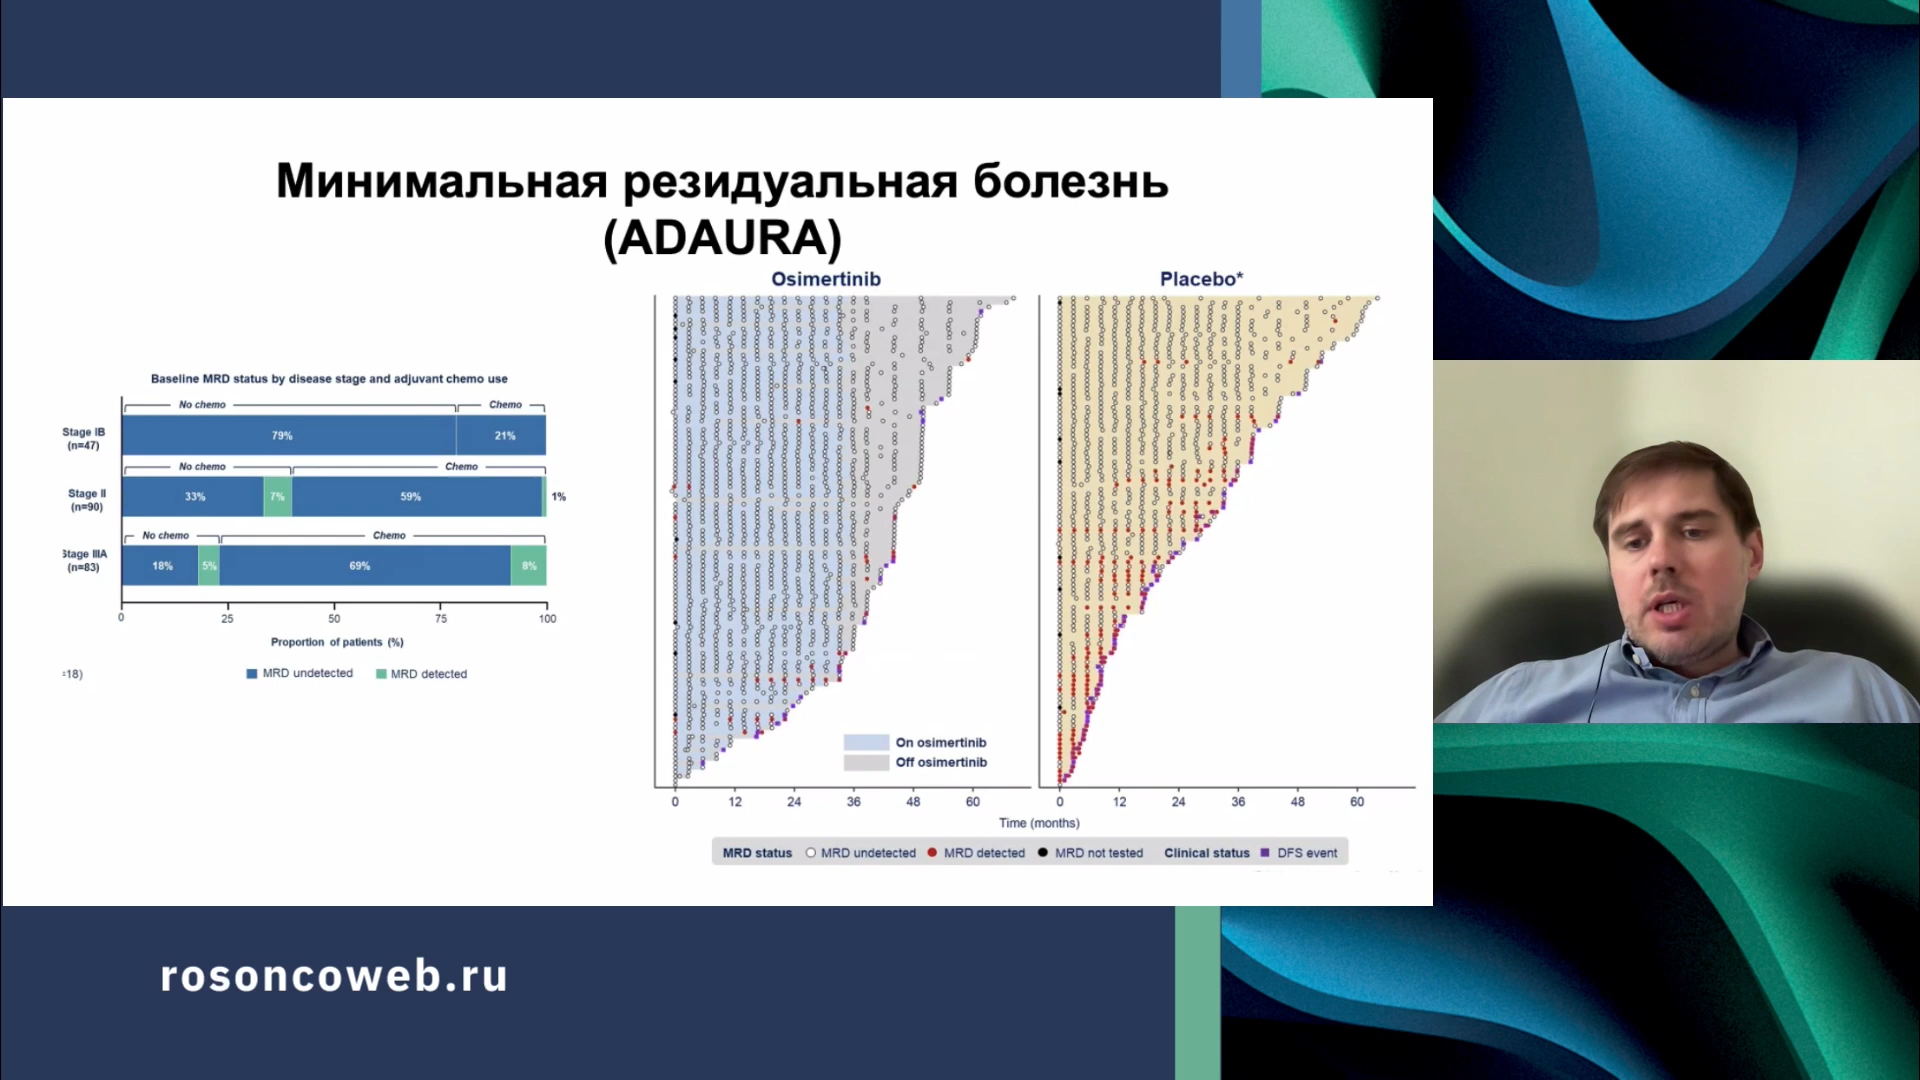 Минимальная резидуальная болезнь
(ADAURA)
Baseline MRD status by disease stage and adjuvant chemo use
No chemo
Chemo
Stage IB
(n=47)
79%
21%
No chemo
Chemo
Stage II
(n=90)
33%
7%
59%
1%
No chemo
Chemo
Stage IIIA
(n=83)
18%
5%
69%
8%
0 25 50 75 100
Proportion of patients (%)
MRD undetected MRD detected
=18)
Osimertinib
Placebo*
On osimertinib
Off osimertinib
0 12 24 36 48 60
0 12 24 36 48 60
Time (months)
MRD status MRD undetected MRD detected MRD not tested Clinical status DFS event
rosoncoweb.ru